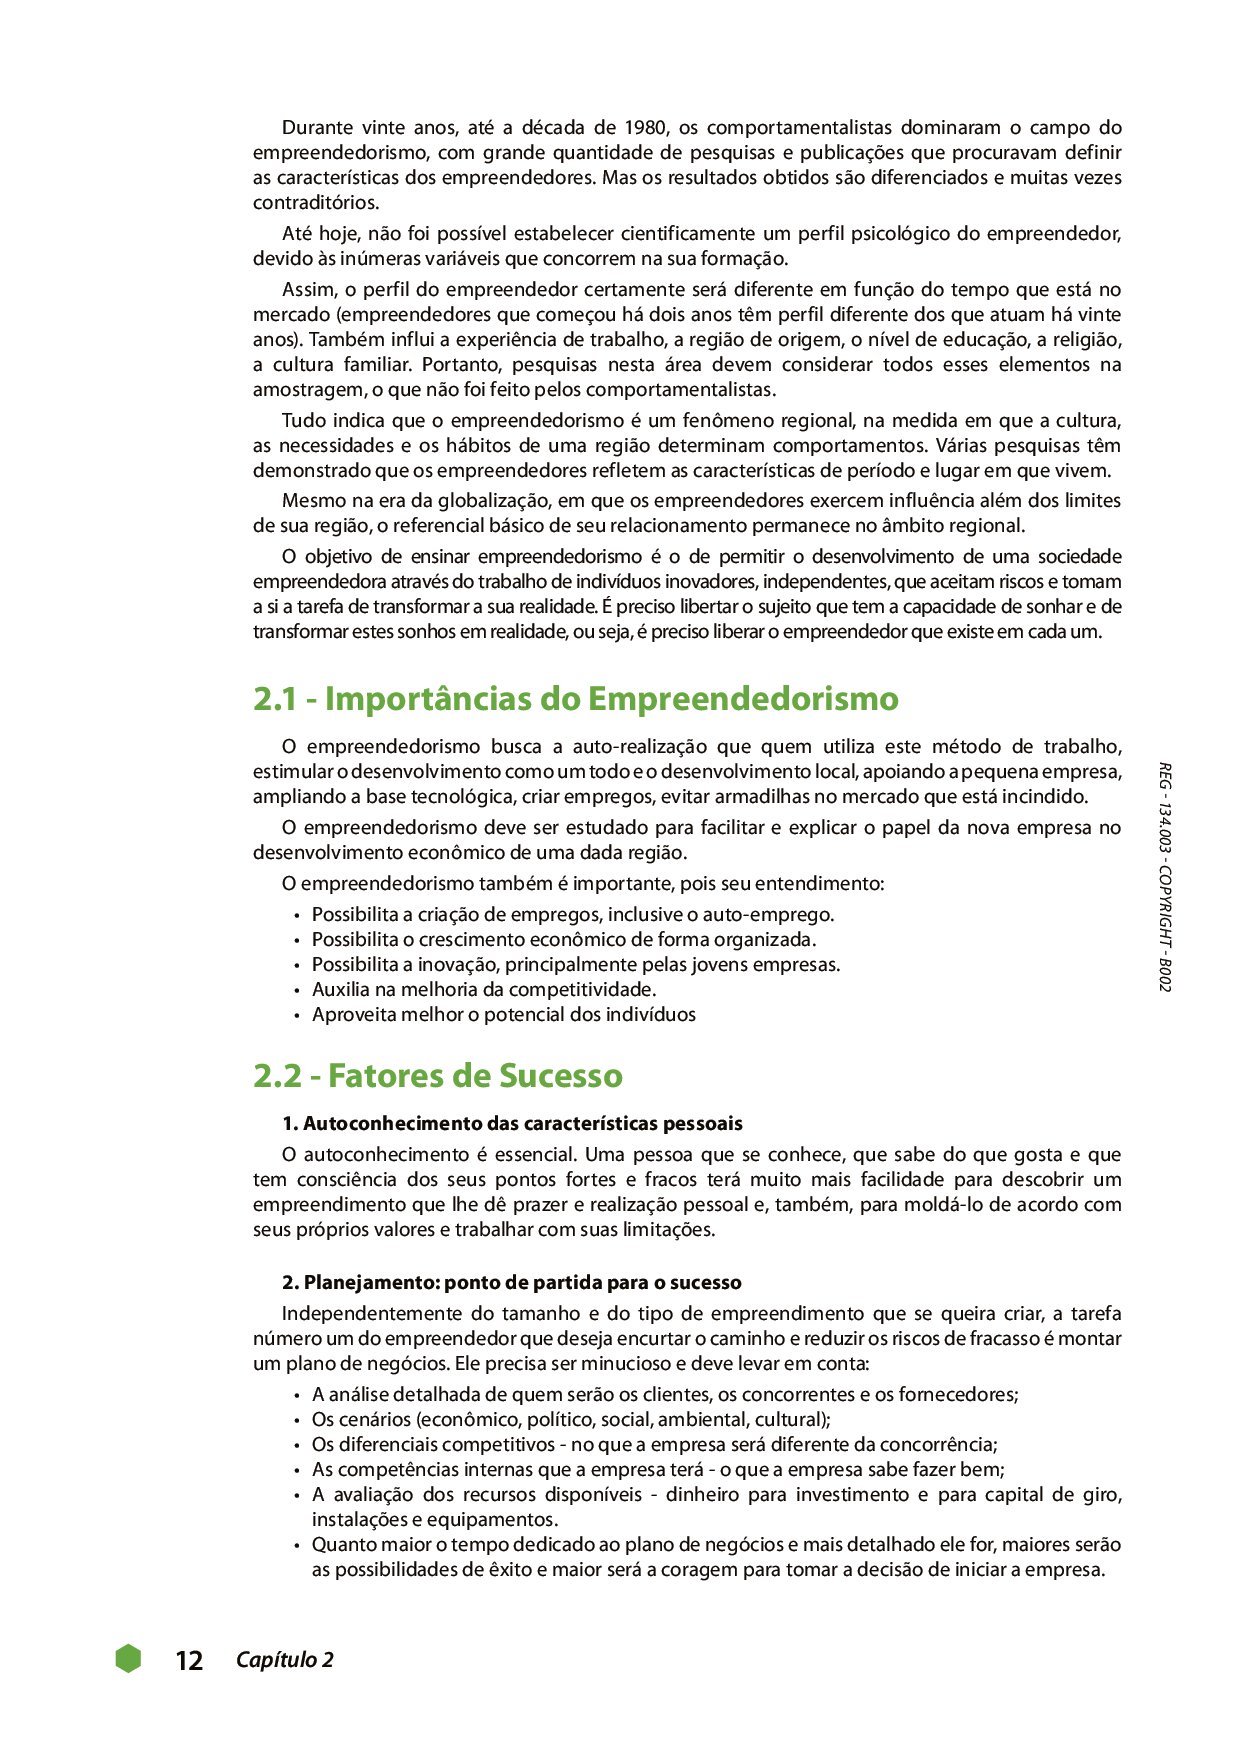 Durante vinte anos, até a década de 1980, os comportamentalistas dominaram o campo do
empreendedorismo, com grande quantidade de pesquisas e publicações que procuravam definir
as características dos empreendedores. Mas os resultados obtidos são diferenciados e muitas vezes
contraditórios.
Até hoje, não foi possível estabelecer cientificamente um perfil psicológico do empreendedor,
devido às inúmeras variáveis que concorrem na sua formação.
Assim, o perfil do empreendedor certamente será diferente em função do tempo que está no
mercado (empreendedores que começou há dois anos têm perfil diferente dos que atuam há vinte
anos). Também influi a experiência de trabalho, a região de origem, o nível de educação, a religião,
a cultura familiar. Portanto, pesquisas nesta área devem considerar todos esses elementos na
amostragem, o que não foi feito pelos comportamentalistas.
Tudo indica que o empreendedorismo é um fenômeno regional, na medida em que a cultura,
as necessidades e os hábitos de uma região determinam comportamentos. Várias pesquisas têm
demonstrado que os empreendedores refletem as características de período e lugar em que vivem.
Mesmo na era da globalização, em que os empreendedores exercem influência além dos limites
de sua região, o referencial básico de seu relacionamento permanece no âmbito regional.
O objetivo de ensinar empreendedorismo é o de permitir o desenvolvimento de uma sociedade
empreendedora através do trabalho de indivíduos inovadores, independentes, que aceitam riscos e tomam
a si a tarefa de transformar a sua realidade. É preciso libertar o sujeito que tem a capacidade de sonhar e de
transformar estes sonhos em realidade, ou seja, é preciso liberar o empreendedor que existe em cada um.
2.1 - Importâncias do Empreendedorismo
O empreendedorismo busca a auto-realização que quem utiliza este método de trabalho,
estimular o desenvolvimento como um todo e o desenvolvimento local, apoiando a pequena empresa,
ampliando a base tecnológica, criar empregos, evitar armadilhas no mercado que está incindido.
O empreendedorismo deve ser estudado para facilitar e explicar o papel da nova empresa no
desenvolvimento econômico de uma dada região.
O empreendedorismo também é importante, pois seu entendimento:
• Possibilita a criação de empregos, inclusive o auto-emprego.
• Possibilita o crescimento econômico de forma organizada.
• Possibilita a inovação, principalmente pelas jovens empresas.
• Auxilia na melhoria da competitividade.
• Aproveita melhor o potencial dos indivíduos
2.2 - Fatores de Sucesso
1. Autoconhecimento das características pessoais
O autoconhecimento é essencial. Uma pessoa que se conhece, que sabe do que gosta e que
tem consciência dos seus pontos fortes e fracos terá muito mais facilidade para descobrir um
empreendimento que lhe dê prazer e realização pessoal e, também, para moldá-lo de acordo com
seus próprios valores e trabalhar com suas limitações.
2. Planejamento: ponto de partida para o sucesso
Independentemente do tamanho e do tipo de empreendimento que se queira criar, a tarefa
número um do empreendedor que deseja encurtar o caminho e reduzir os riscos de fracasso é montar
um plano de negócios. Ele precisa ser minucioso e deve levar em conta:
• A análise detalhada de quem serão os clientes, os concorrentes e os fornecedores;
• Os cenários (econômico, político, social, ambiental, cultural);
• Os diferenciais competitivos - no que a empresa será diferente da concorrência;
• As competências internas que a empresa terá - o que a empresa sabe fazer bem;
• A avaliação dos recursos disponíveis - dinheiro para investimento e para capital de giro,
instalações e equipamentos.
• Quanto maior o tempo dedicado ao plano de negócios e mais detalhado ele for, maiores serão
as possibilidades de êxito e maior será a coragem para tomar a decisão de iniciar a empresa.
REG - 134.003 - COPYRIGHT - B002
12 Capítulo 2